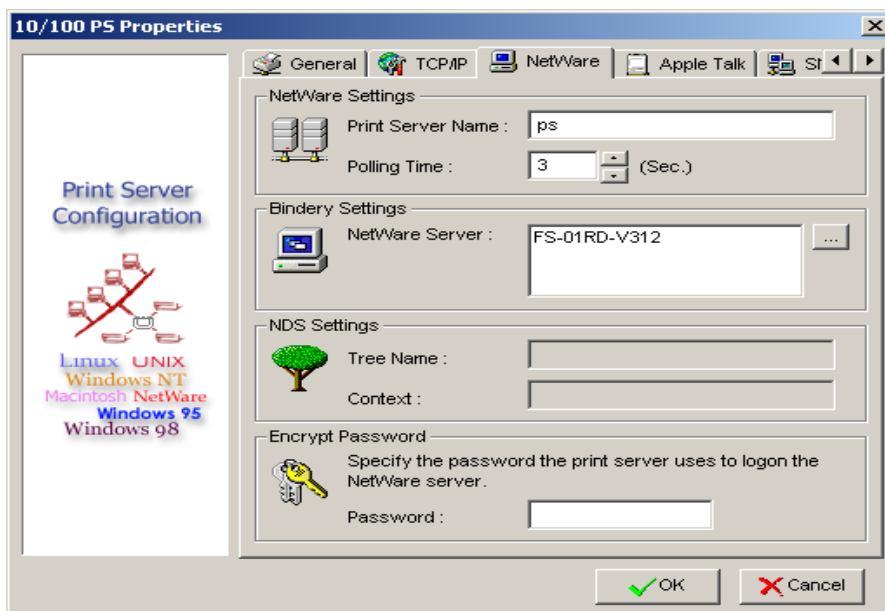 10/100 PS Properties
General
TCP/IP
NetWare
Apple Talk
Print Server
Configuration
Linux UNIX
Windows NT
Macintosh NetWare
Windows 95
Windows 98
NetWare Settings
Print Server Name :
ps
Polling Time :
3
(Sec.)
Bindery Settings
NetWare Server :
FS-01RD-V312
...
NDS Settings
Tree Name :
Context :
Encrypt Password
Specify the password the print server uses to logon the
NetWare server.
Password :
OK
Cancel